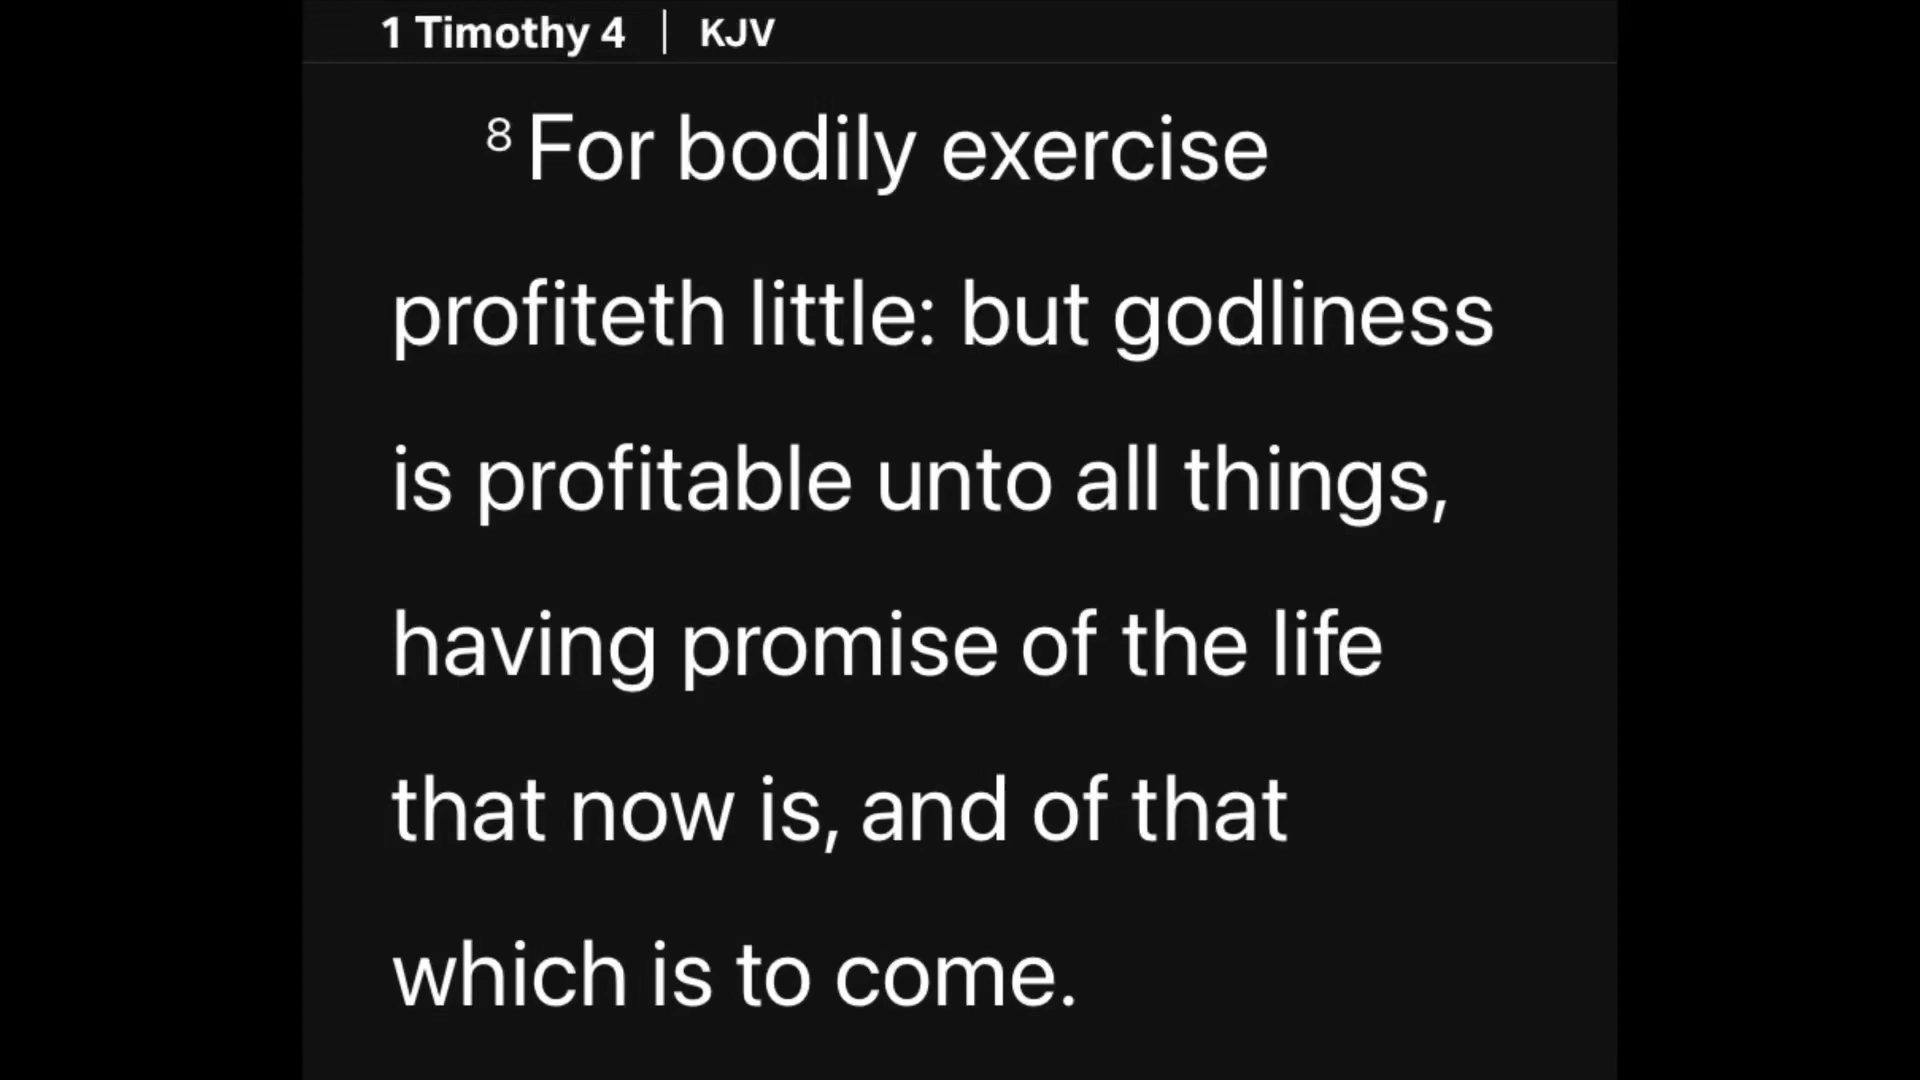 1 Timothy 4 | KJV
8 For bodily exercise
profiteth little: but godliness
is profitable unto all things,
having promise of the life
that now is, and of that
which is to come.